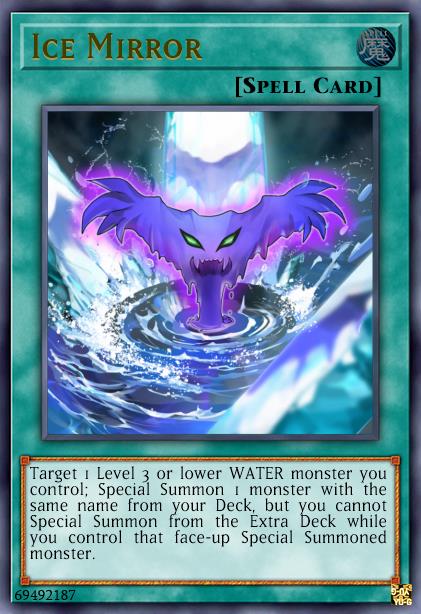 Ice Mirror
魔
[Spell Card]
Target 1 Level 3 or lower WATER monster you
control; Special Summon 1 monster with the
same name from your Deck, but you cannot
Special Summon from the Extra Deck while
you control that face-up Special Summoned
monster.
69492187